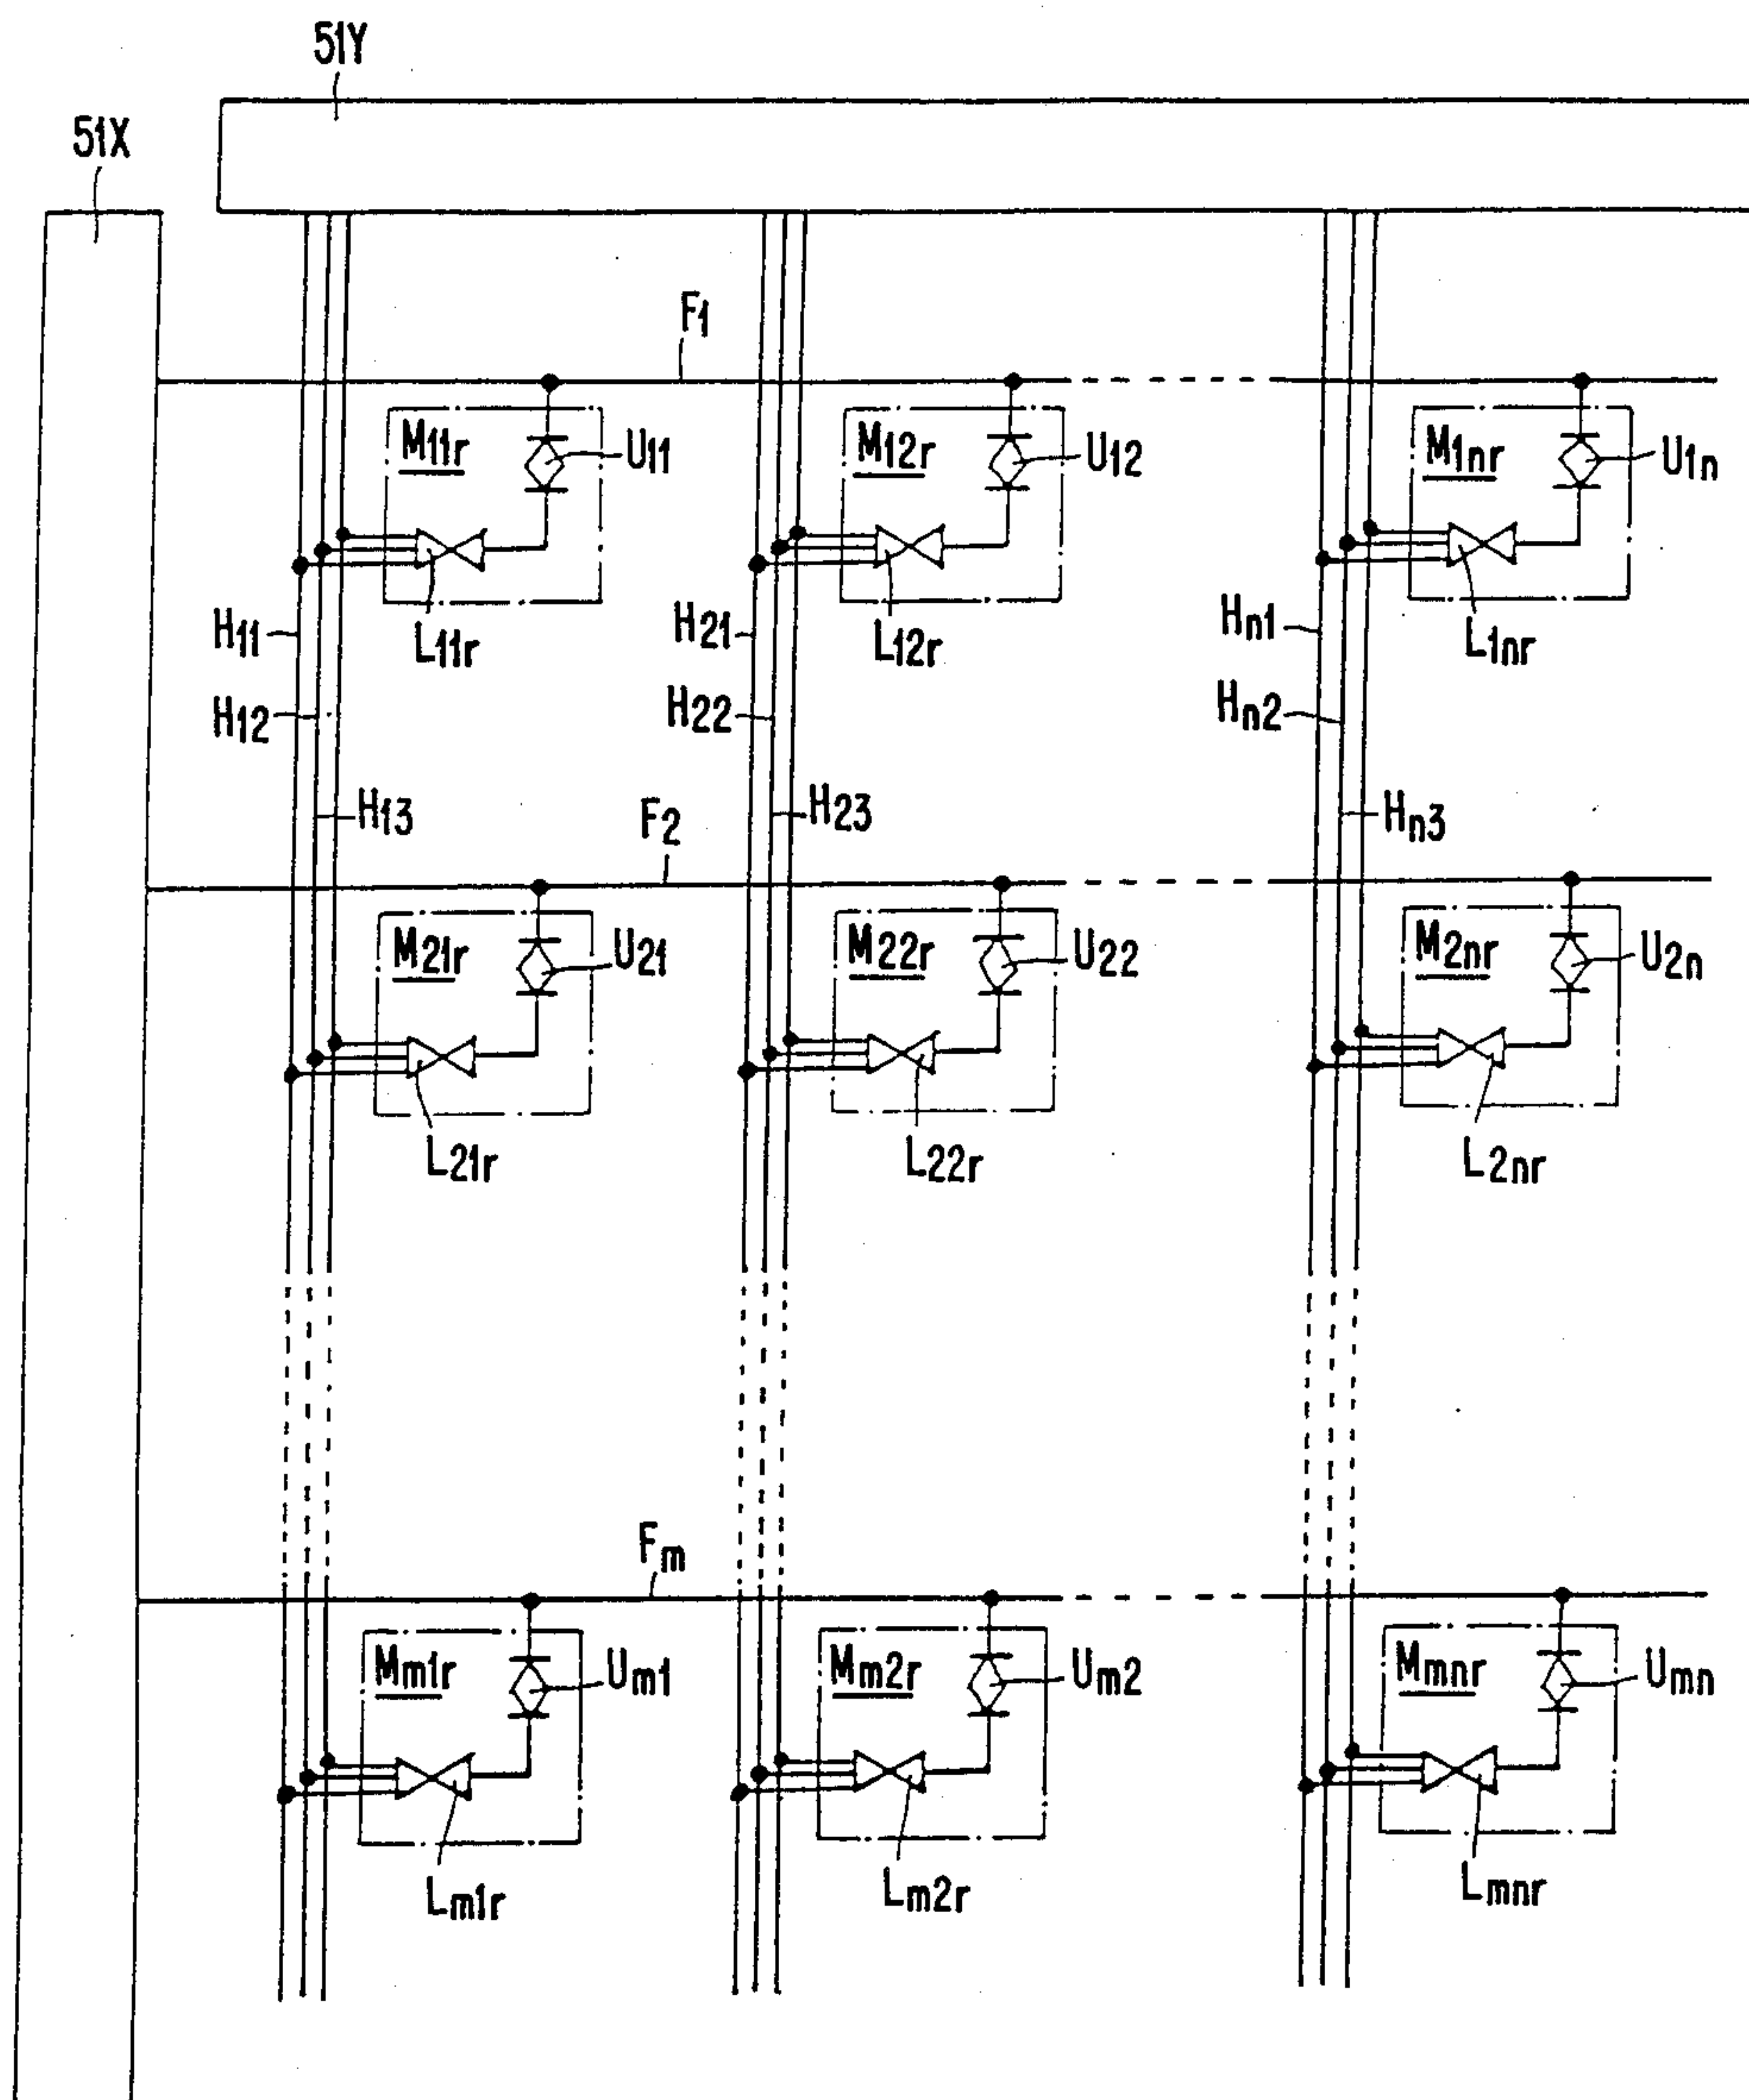 51Y
51X
F1
M11r U11 M12r U12 M1nr U1n
H11 L11r H21 L12r Hn1 L1nr
H12 H22 Hn2
H13 F2 H23 Hn3
M21r U21 M22r U22 M2nr U2n
L21r L22r L2nr
Fm
Mm1r Um1 Mm2r Um2 Mmnr Umn
Lm1r Lm2r Lmnr